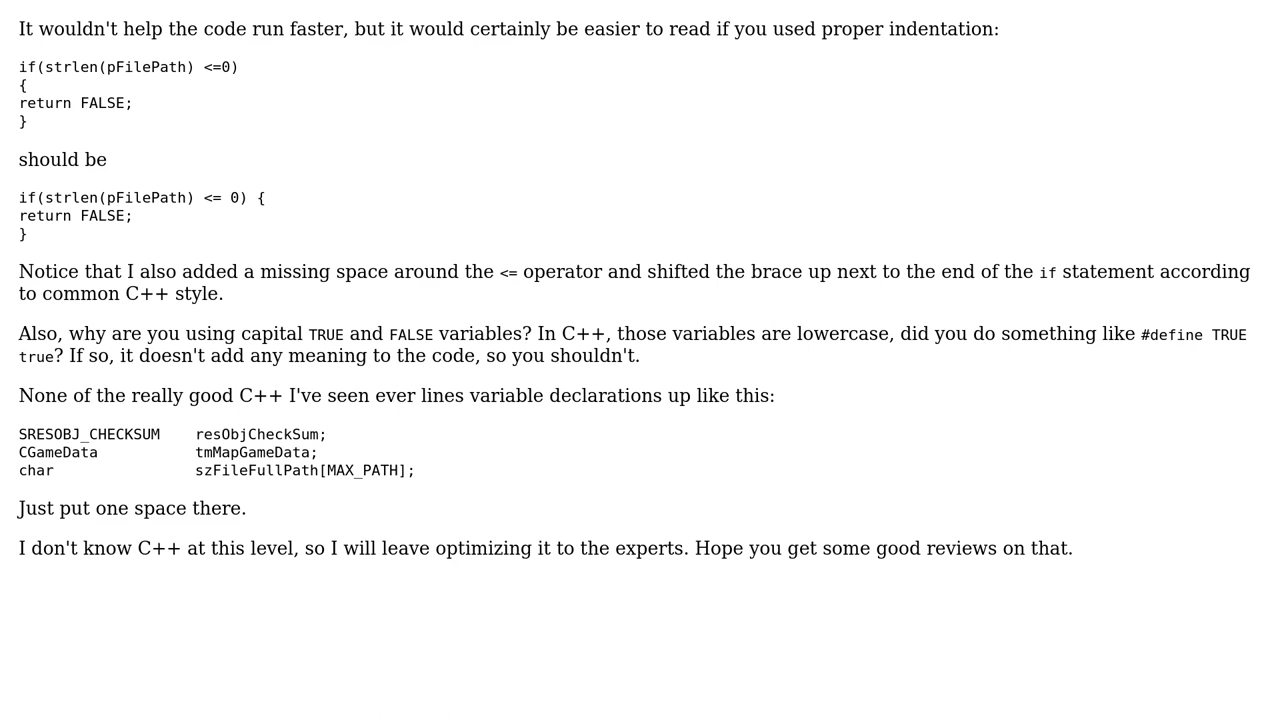 It wouldn't help the code run faster, but it would certainly be easier to read if you used proper indentation:
if(strlen(pFilePath) <=0)
{
return FALSE;
}
should be
if(strlen(pFilePath) <= 0) {
return FALSE;
}
Notice that I also added a missing space around the <= operator and shifted the brace up next to the end of the if statement according
to common C++ style.
Also, why are you using capital TRUE and FALSE variables? In C++, those variables are lowercase, did you do something like #define TRUE
true? If so, it doesn't add any meaning to the code, so you shouldn't.
None of the really good C++ I've seen ever lines variable declarations up like this:
SRESOBJ_CHECKSUM    resObjCheckSum;
CGameData           tmMapGameData;
char                szFileFullPath[MAX_PATH];
Just put one space there.
I don't know C++ at this level, so I will leave optimizing it to the experts. Hope you get some good reviews on that.